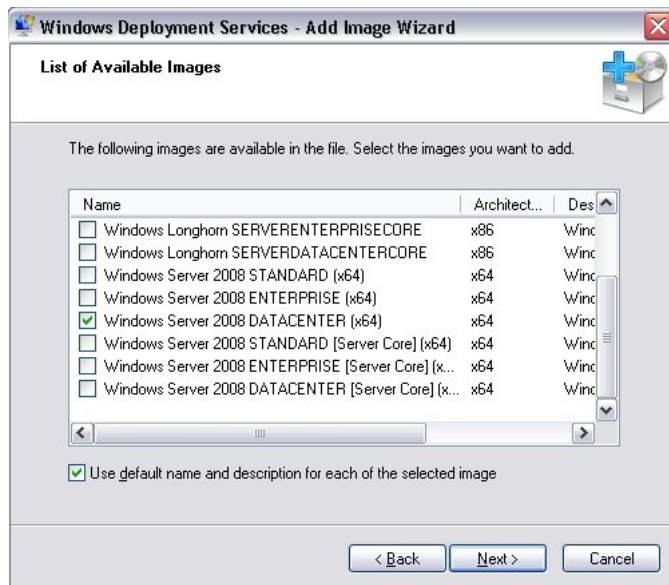 Windows Deployment Services - Add Image Wizard
List of Available Images
The following images are available in the file. Select the images you want to add.
Name Architect... Des
Windows Longhorn SERVERENTERPRISECORE x86 Winc
Windows Longhorn SERVERDATACENTERCORE x86 Winc
Windows Server 2008 STANDARD (x64) x64 Winc
Windows Server 2008 ENTERPRISE (x64) x64 Winc
Windows Server 2008 DATACENTER (x64) x64 Winc
Windows Server 2008 STANDARD [Server Core] (x64) x64 Winc
Windows Server 2008 ENTERPRISE [Server Core] (x... x64 Winc
Windows Server 2008 DATACENTER [Server Core] (x... x64 Winc
Use default name and description for each of the selected image
< Back Next > Cancel